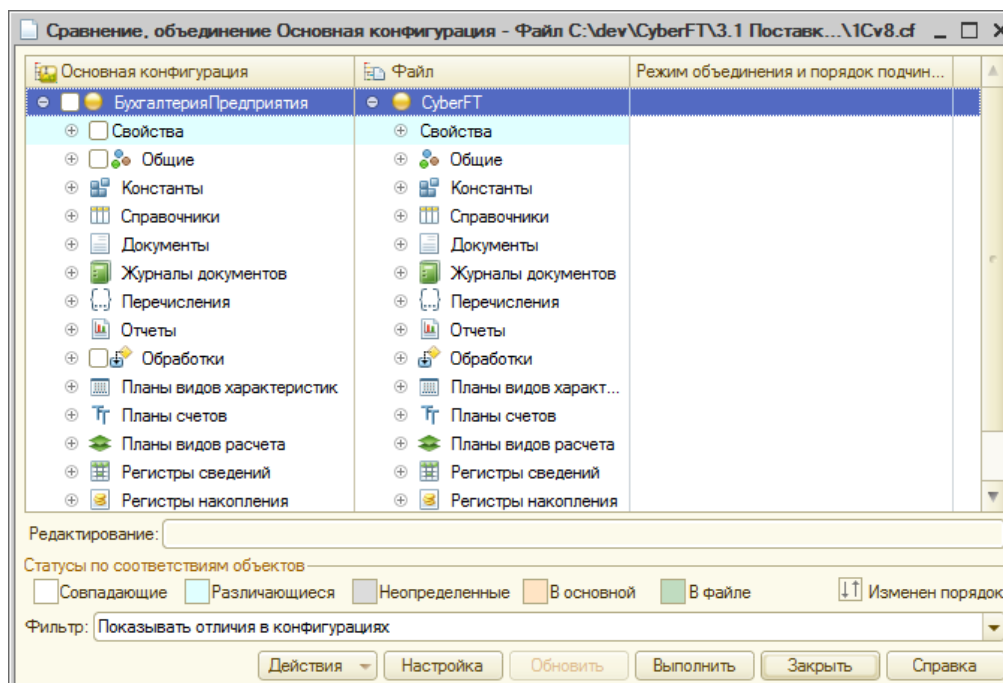 Сравнение, объединение Основная конфигурация - Файл C:\dev\CyberFT\3.1 Поставк...\1Cv8.cf
Основная конфигурация Файл Режим объединения и порядок подчин...
БухгалтерияПредприятия CyberFT
Свойства Свойства
Общие Общие
Константы Константы
Справочники Справочники
Документы Документы
Журналы документов Журналы документов
Перечисления Перечисления
Отчеты Отчеты
Обработки Обработки
Планы видов характеристик Планы видов характ...
Планы счетов Планы счетов
Планы видов расчета Планы видов расчета
Регистры сведений Регистры сведений
Регистры накопления Регистры накопления
Редактирование:
Статусы по соответствиям объектов
Совпадающие Различающиеся Неопределенные В основной В файле Изменен порядок
Фильтр: Показывать отличия в конфигурациях
Действия Настройка Обновить Выполнить Закрыть Справка